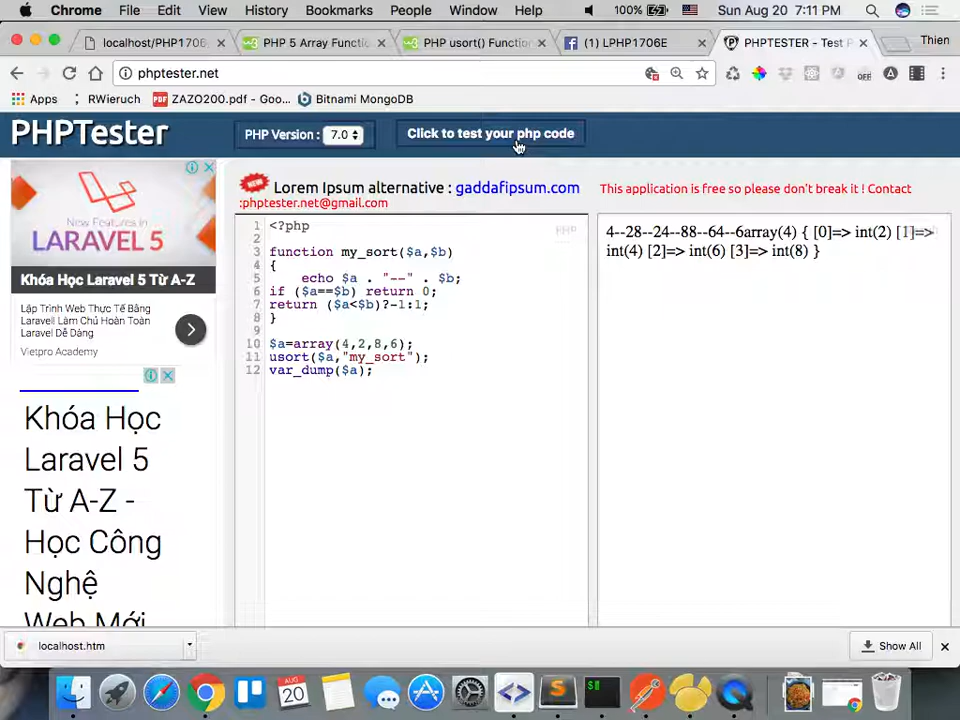 Chrome File Edit View History Bookmarks People Window Help 100% Sun Aug 20 7:11 PM
localhost/PHP1706 × PHP 5 Array Functio × PHP usort() Function × (1) LPHP1706E × PHPTESTER - Test P × Thien
phptester.net OFF
Apps RWieruch ZAZO200.pdf - Goo... Bitnami MongoDB
PHPTester PHP Version : 7.0 Click to test your php code
New Features in
LARAVEL 5
Khóa Học Laravel 5 Từ A-Z
Lập Trình Web Thực Tế Bằng
Laravel! Làm Chủ Hoàn Toàn
Laravel Dễ Dàng
Vietpro Academy
Khóa Học
Laravel 5
Từ A-Z -
Học Công
Nghệ
Web Mới
NEW Lorem Ipsum alternative : gaddafipsum.com This application is free so please don't break it ! Contact
:phptester.net@gmail.com
PHP
1 <?php
2
3 function my_sort($a,$b)
4 {
5 echo $a . "--" . $b;
6 if ($a==$b) return 0;
7 return ($a<$b)?-1:1;
8 }
9
10 $a=array(4,2,8,6);
11 usort($a,"my_sort");
12 var_dump($a);
4--28--24--88--64--6array(4) { [0]=> int(2) [1]=>
int(4) [2]=> int(6) [3]=> int(8) }
localhost.htm Show All
AUG
20